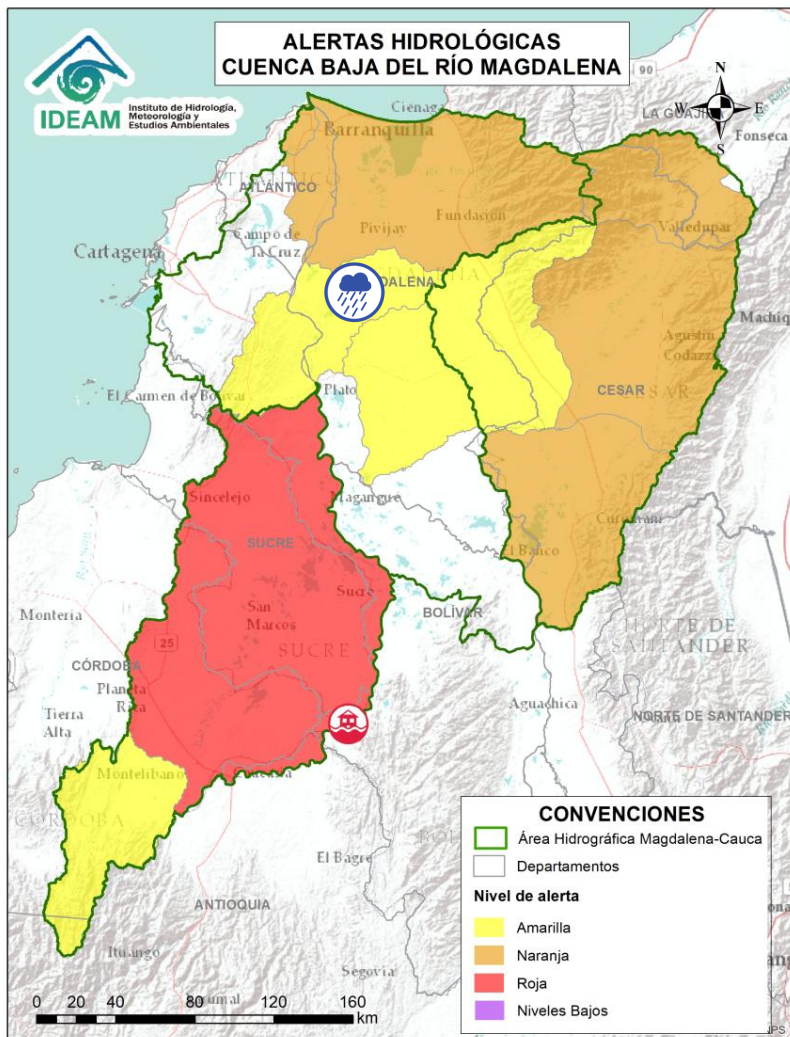 ALERTAS HIDROLÓGICAS
CUENCA BAJA DEL RÍO MAGDALENA
IDEAM
Instituto de Hidrología,
Meteorología y
Estudios Ambientales
N
W
E
S
90
Ciénaga
LA GUAJIRA
Fonseca
Barranquilla
ATLÁNTICO
Pivijay
Fundación
Valledupar
Cartagena
Campo de
la Cruz
Agustín
Codazzi
CESAR
El Carmen de Bolívar
Plato
Sincelejo
Magangué
SUCRE
El Banco
Sucre
San
Marcos
SUCRE
BOLÍVAR
Montería
25
CÓRDOBA
Planeta
Rica
Tierra
Alta
NORTE DE
SANTANDER
Aguachica
NORTE DE SANTANDER
Montelíbano
El Bagre
ANTIOQUIA
Ituango
Segovia
0 20 40 80 120 160
km
CONVENCIONES
Área Hidrográfica Magdalena-Cauca
Departamentos
Nivel de alerta
Amarilla
Naranja
Roja
Niveles Bajos